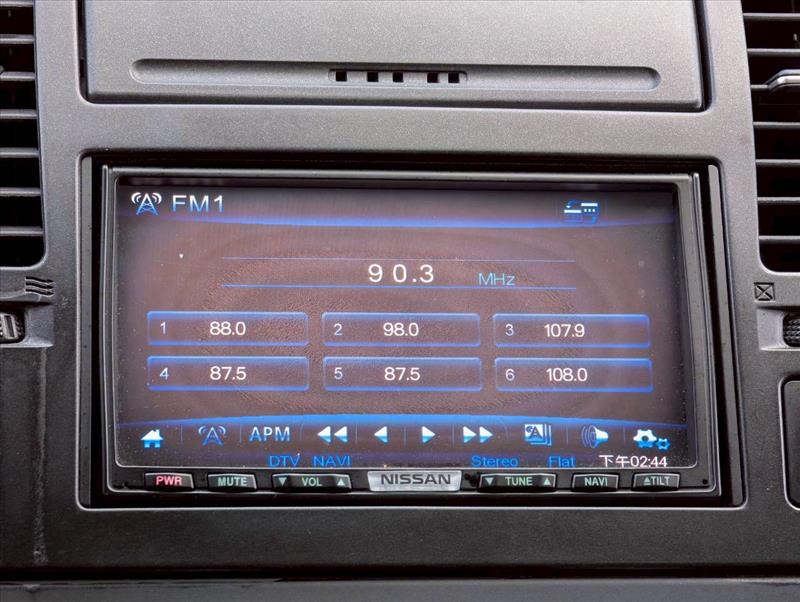 FM1
90.3 MHz
1 88.0 2 98.0 3 107.9
4 87.5 5 87.5 6 108.0
APM
DTV NAVI Stereo Flat 下午02:44
PWR MUTE ▼ VOL ▲ NISSAN ▼ TUNE ▲ NAVI ▲TILT